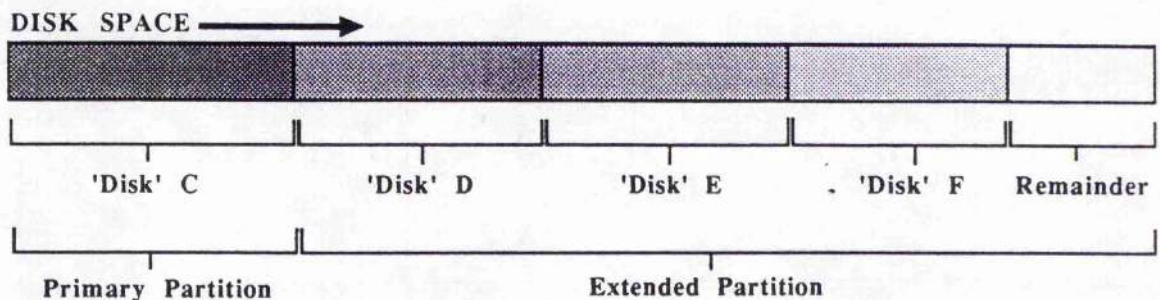 DISK SPACE
'Disk' C 'Disk' D 'Disk' E 'Disk' F Remainder
Primary Partition Extended Partition